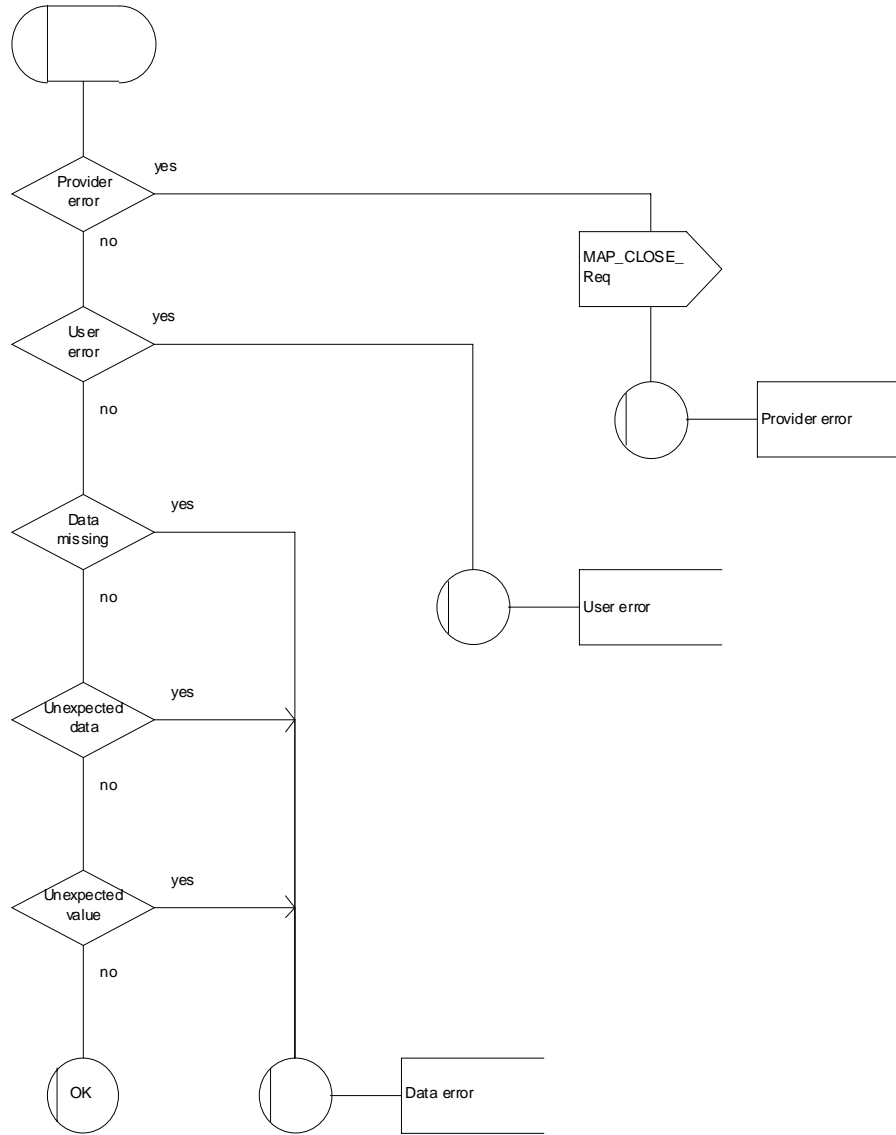 yes
Provider
error
no
MAP_CLOSE_
Req
yes
User
error
no
Provider error
yes
Data
missing
no
User error
yes
Unexpected
data
no
yes
Unexpected
value
no
OK
Data error